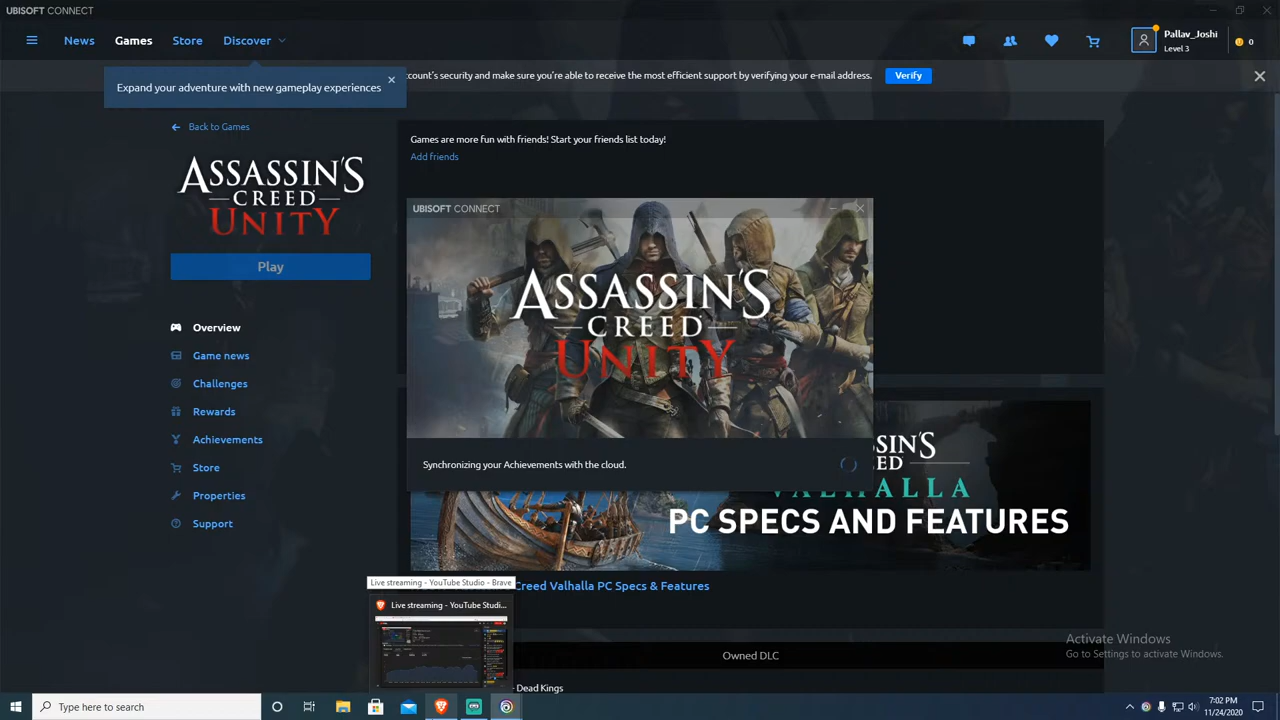 UBISOFT CONNECT
News
Games
Store
Discover
Pallav_Joshi
Level 3
0
count's security and make sure you're able to receive the most efficient support by verifying your e-mail address.
Verify
Expand your adventure with new gameplay experiences
Back to Games
ASSASSIN'S
CREED
UNITY
Play
Overview
Game news
Challenges
Rewards
Achievements
Store
Properties
Support
Games are more fun with friends! Start your friends list today!
Add friends
UBISOFT CONNECT
ASSASSIN'S
CREED
UNITY
Synchronizing your Achievements with the cloud.
SSIN'S
ED
VALHALLA
PC SPECS AND FEATURES
Creed Valhalla PC Specs & Features
Owned DLC
- Dead Kings
Live streaming - YouTube Studio - Brave
Live streaming - YouTube Studi...
Activate Windows
Go to Settings to activate Windows.
Type here to search
7:02 PM
11/24/2020